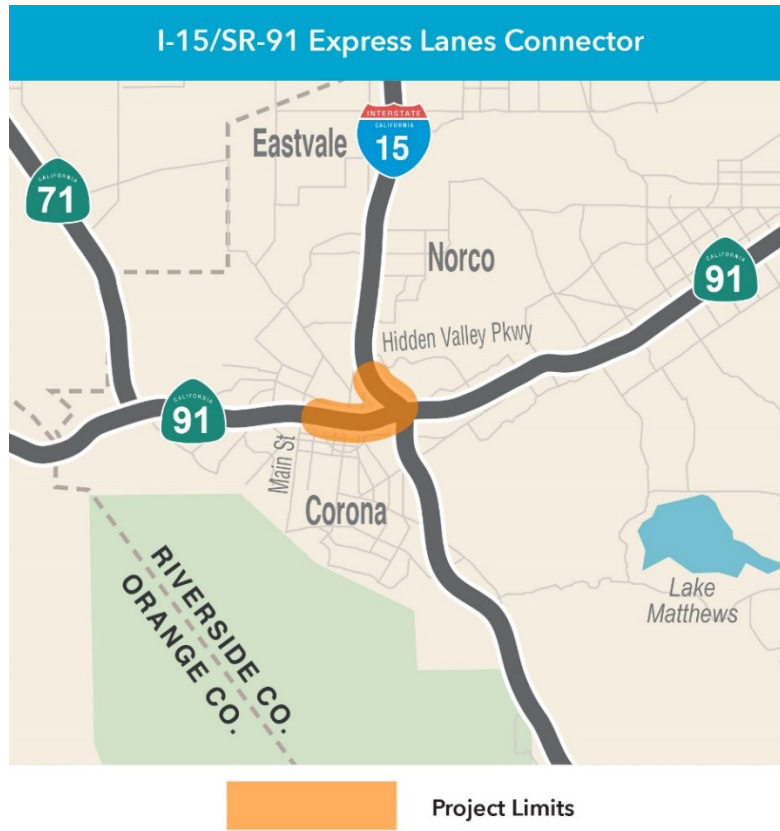 I-15/SR-91 Express Lanes Connector
INTERSTATE
CALIFORNIA
15
Eastvale
CALIFORNIA
71
Norco
CALIFORNIA
91
Hidden Valley Pkwy
CALIFORNIA
91
Main St
Corona
Lake
Matthews
RIVERSIDE CO.
ORANGE CO.
Project Limits